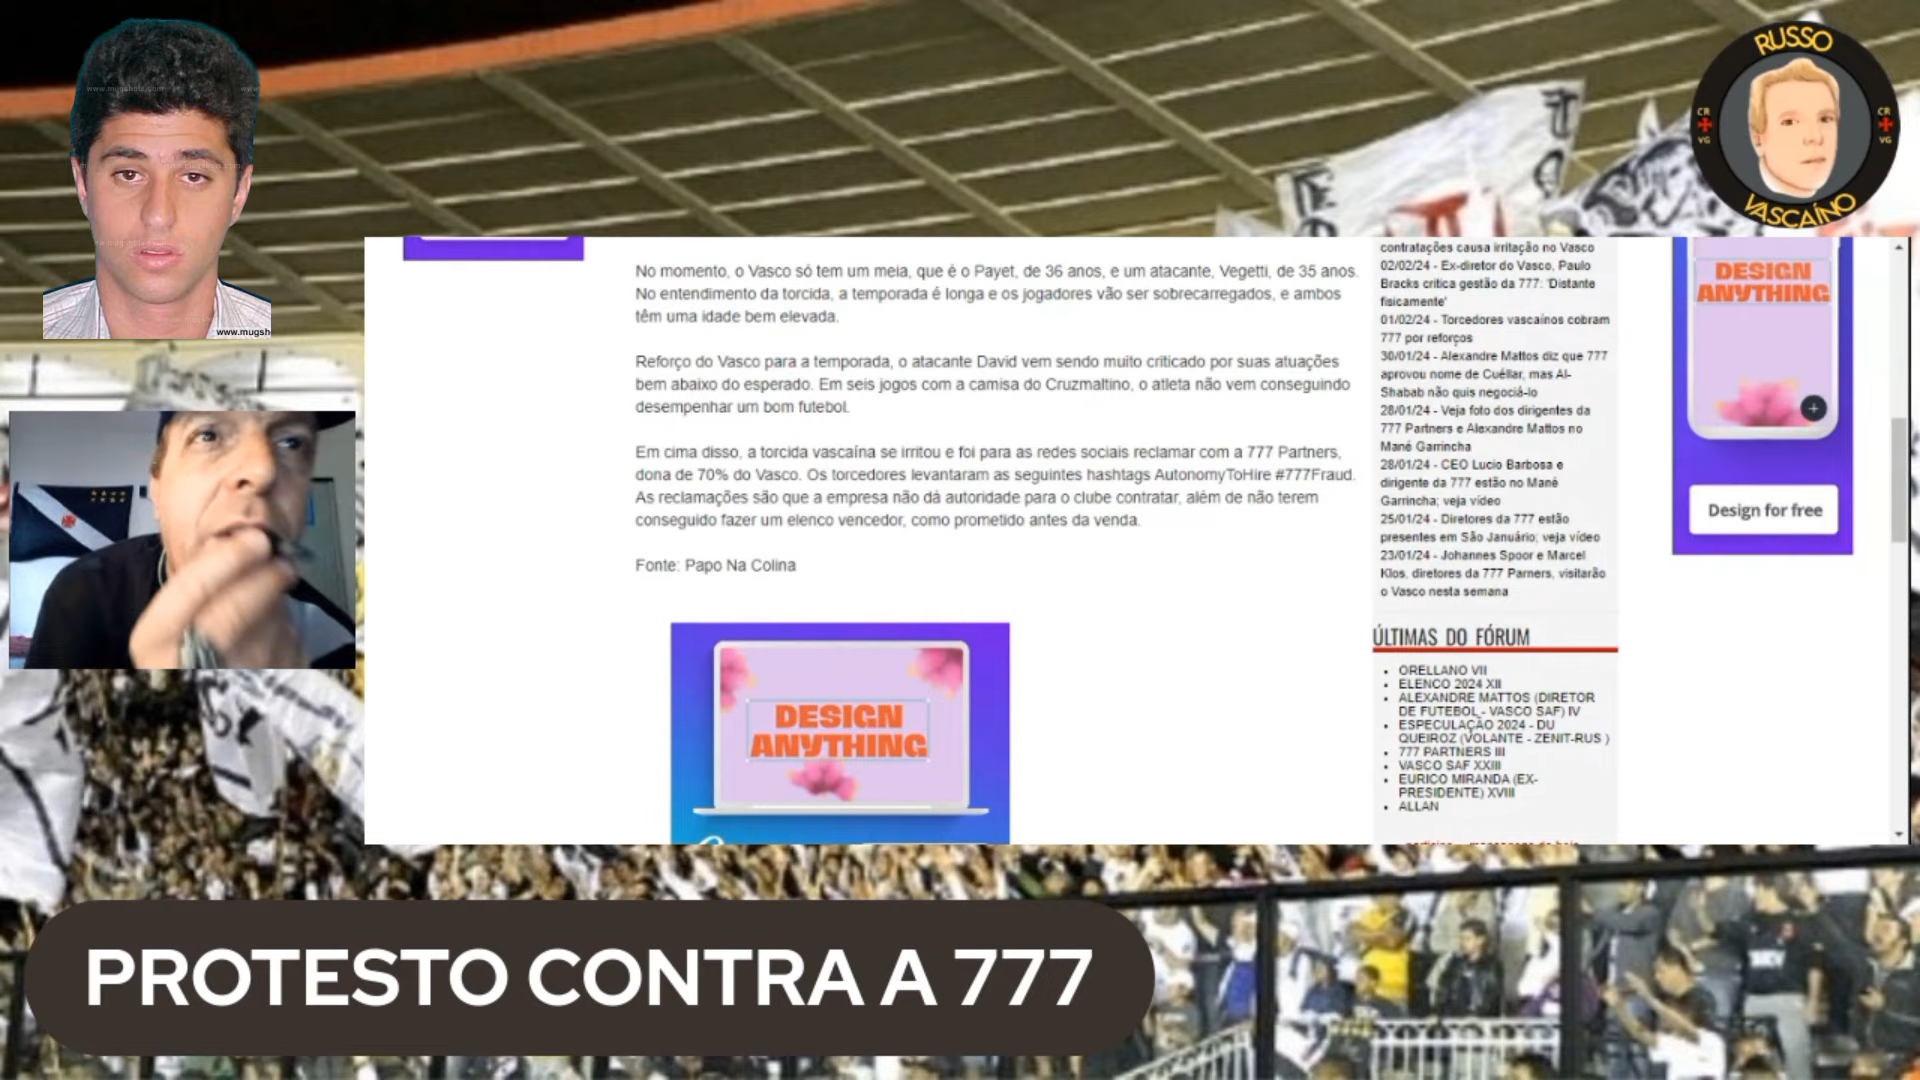 RUSSO
VASCAÍNO
CR
VG
CR
VG
www.mugshots.com
www.mugsh
No momento, o Vasco só tem um meia, que é o Payet, de 36 anos, e um atacante, Vegetti, de 35 anos.
No entendimento da torcida, a temporada é longa e os jogadores vão ser sobrecarregados, e ambos
têm uma idade bem elevada.
Reforço do Vasco para a temporada, o atacante David vem sendo muito criticado por suas atuações
bem abaixo do esperado. Em seis jogos com a camisa do Cruzmaltino, o atleta não vem conseguindo
desempenhar um bom futebol.
Em cima disso, a torcida vascaína se irritou e foi para as redes sociais reclamar com a 777 Partners,
dona de 70% do Vasco. Os torcedores levantaram as seguintes hashtags AutonomyToHire #777Fraud.
As reclamações são que a empresa não dá autoridade para o clube contratar, além de não terem
conseguido fazer um elenco vencedor, como prometido antes da venda.
Fonte: Papo Na Colina
DESIGN
ANYTHING
contratações causa irritação no Vasco
02/02/24 - Ex-diretor do Vasco, Paulo
Bracks critica gestão da 777: 'Distante
fisicamente'
01/02/24 - Torcedores vascaínos cobram
777 por reforços
30/01/24 - Alexandre Mattos diz que 777
aprovou nome de Cuéllar, mas Al-
Shabab não quis negociá-lo
28/01/24 - Veja foto dos dirigentes da
777 Partners e Alexandre Mattos no
Mané Garrincha
28/01/24 - CEO Lucio Barbosa e
dirigente da 777 estão no Mané
Garrincha; veja vídeo
25/01/24 - Diretores da 777 estão
presentes em São Januário; veja vídeo
23/01/24 - Johannes Spoor e Marcel
Klos, diretores da 777 Parners, visitarão
o Vasco nesta semana
ÚLTIMAS DO FÓRUM
ORELLANO VII
ELENCO 2024 XII
ALEXANDRE MATTOS (DIRETOR
DE FUTEBOL - VASCO SAF) IV
ESPECULAÇÃO 2024 - DU
QUEIROZ (VOLANTE - ZENIT-RUS )
777 PARTNERS III
VASCO SAF XXIII
EURICO MIRANDA (EX-
PRESIDENTE) XVIII
ALLAN
DESIGN
ANYTHING
Design for free
PROTESTO CONTRA A 777